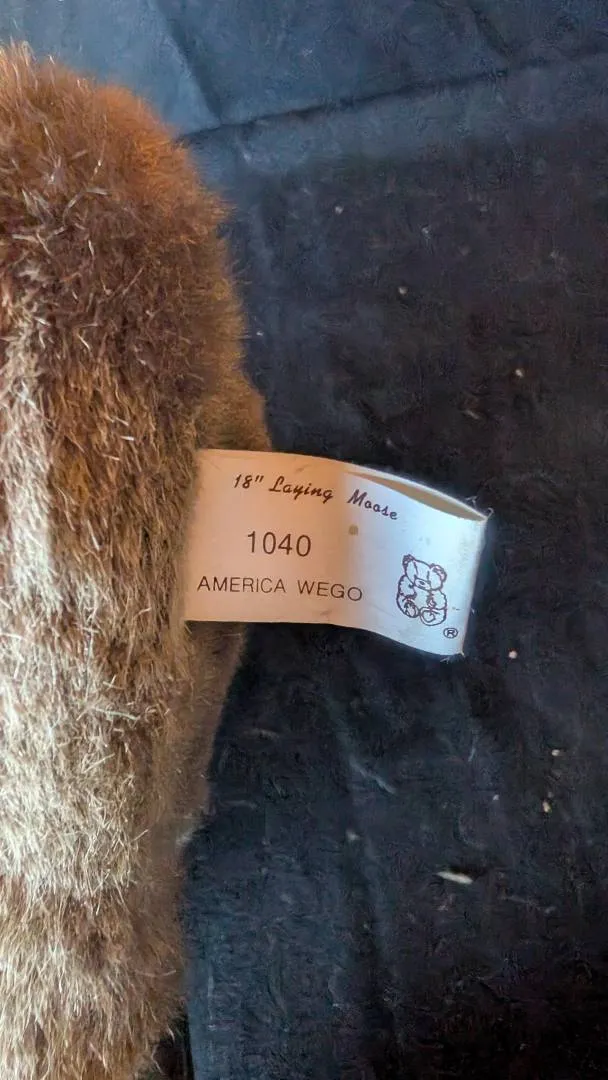 18" Laying Moose
1040
AMERICA WEGO
®